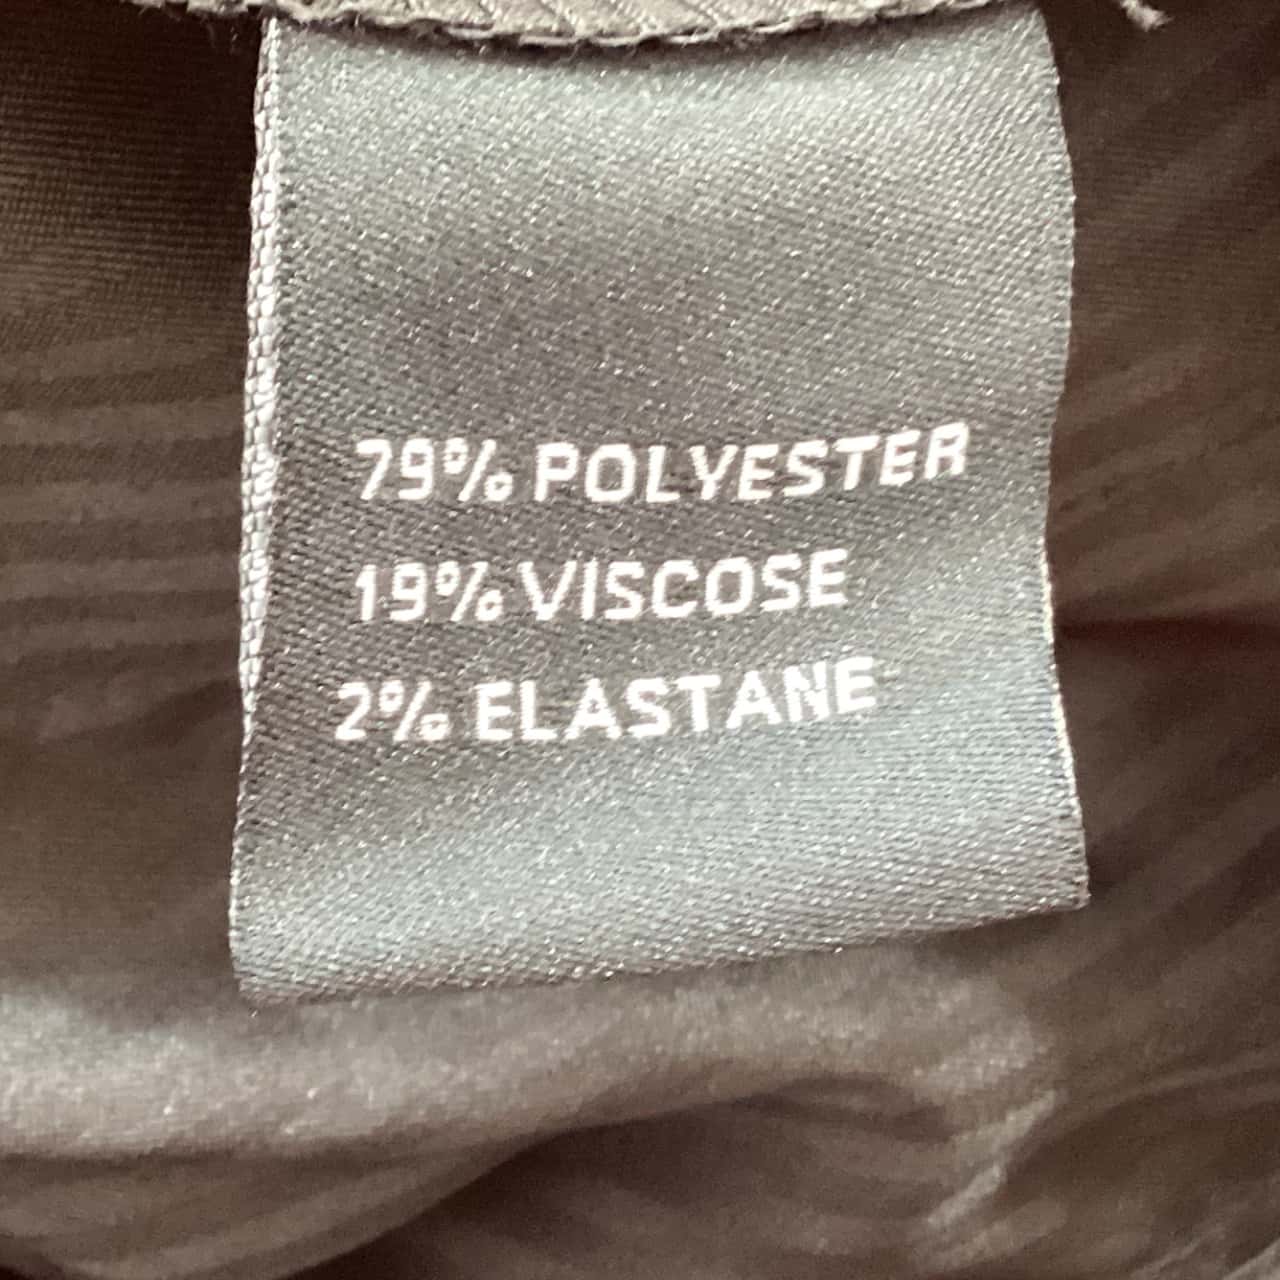 79% POLYESTER
19% VISCOSE
2% ELASTANE